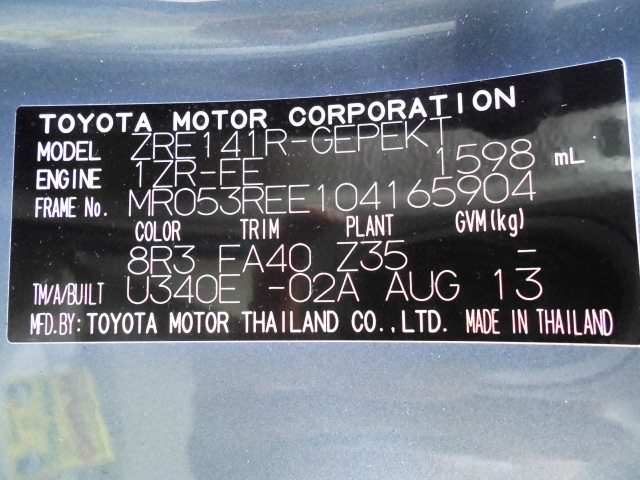 TOYOTA MOTOR CORPORATION
MODEL ZRE141R-GEPEKT
ENGINE 1ZR-FE 1598 mL
FRAME No. MR053REE104165904
COLOR TRIM PLANT GVM(kg)
8R3 FA40 Z35 -
TM/A/BUILT U340E -02A AUG 13
MFD.BY: TOYOTA MOTOR THAILAND CO.,LTD. MADE IN THAILAND